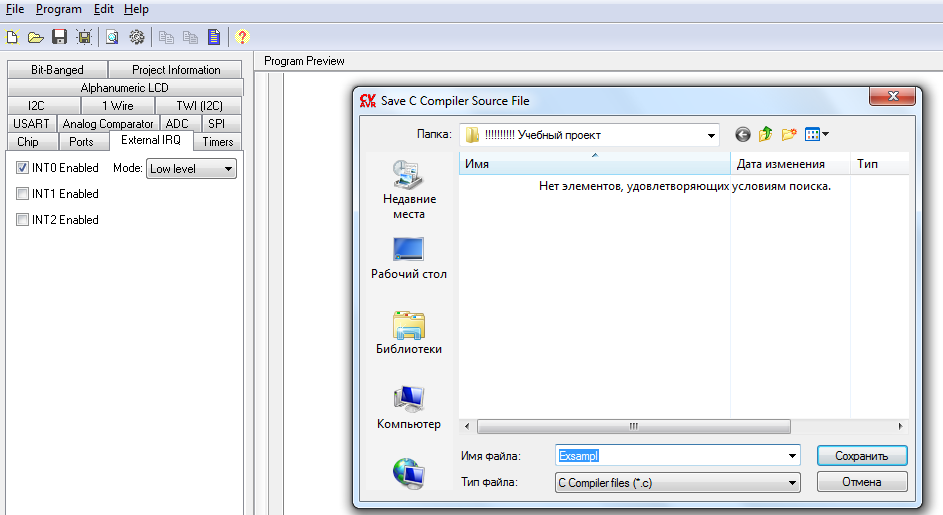 File Program Edit Help
Program Preview
Bit-Banged Project Information
Alphanumeric LCD
I2C 1 Wire TWI (I2C)
USART Analog Comparator ADC SPI
Chip Ports External IRQ Timers
INT0 Enabled Mode: Low level
INT1 Enabled
INT2 Enabled
CV AVR Save C Compiler Source File
Папка: !!!!!!!!!! Учебный проект
Имя Дата изменения Тип
Нет элементов, удовлетворяющих условиям поиска.
Недавние
места
Рабочий стол
Библиотеки
Компьютер
Имя файла: Exsampl Сохранить
Тип файла: C Compiler files (*.c) Отмена